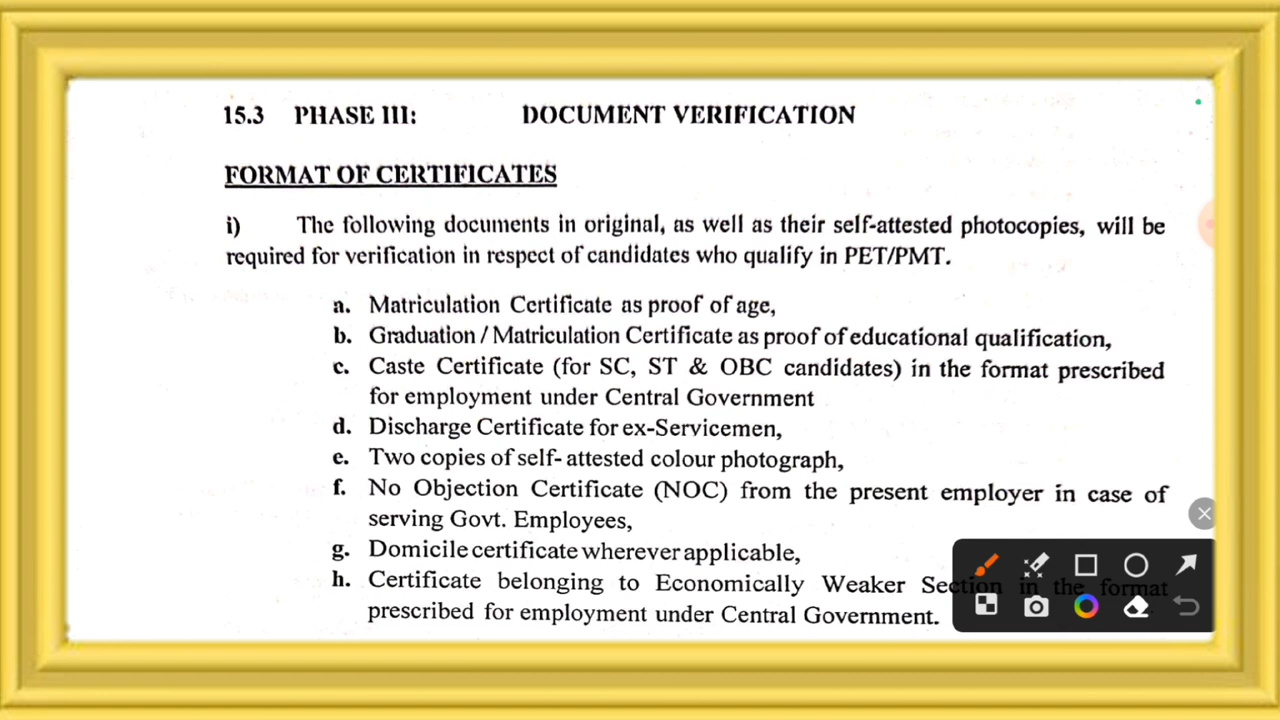 15.3 PHASE III: DOCUMENT VERIFICATION
FORMAT OF CERTIFICATES
i) The following documents in original, as well as their self-attested photocopies, will be
required for verification in respect of candidates who qualify in PET/PMT.
a. Matriculation Certificate as proof of age,
b. Graduation / Matriculation Certificate as proof of educational qualification,
c. Caste Certificate (for SC, ST & OBC candidates) in the format prescribed
for employment under Central Government
d. Discharge Certificate for ex-Servicemen,
e. Two copies of self- attested colour photograph,
f. No Objection Certificate (NOC) from the present employer in case of
serving Govt. Employees,
g. Domicile certificate wherever applicable,
h. Certificate belonging to Economically Weaker Section in the format
prescribed for employment under Central Government.